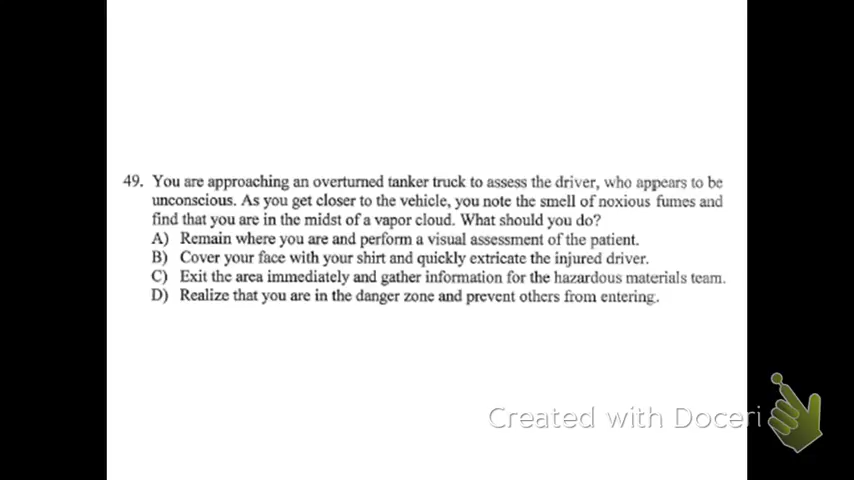 49. You are approaching an overturned tanker truck to assess the driver, who appears to be
unconscious. As you get closer to the vehicle, you note the smell of noxious fumes and
find that you are in the midst of a vapor cloud. What should you do?
A) Remain where you are and perform a visual assessment of the patient.
B) Cover your face with your shirt and quickly extricate the injured driver.
C) Exit the area immediately and gather information for the hazardous materials team.
D) Realize that you are in the danger zone and prevent others from entering.
Created with Doceri